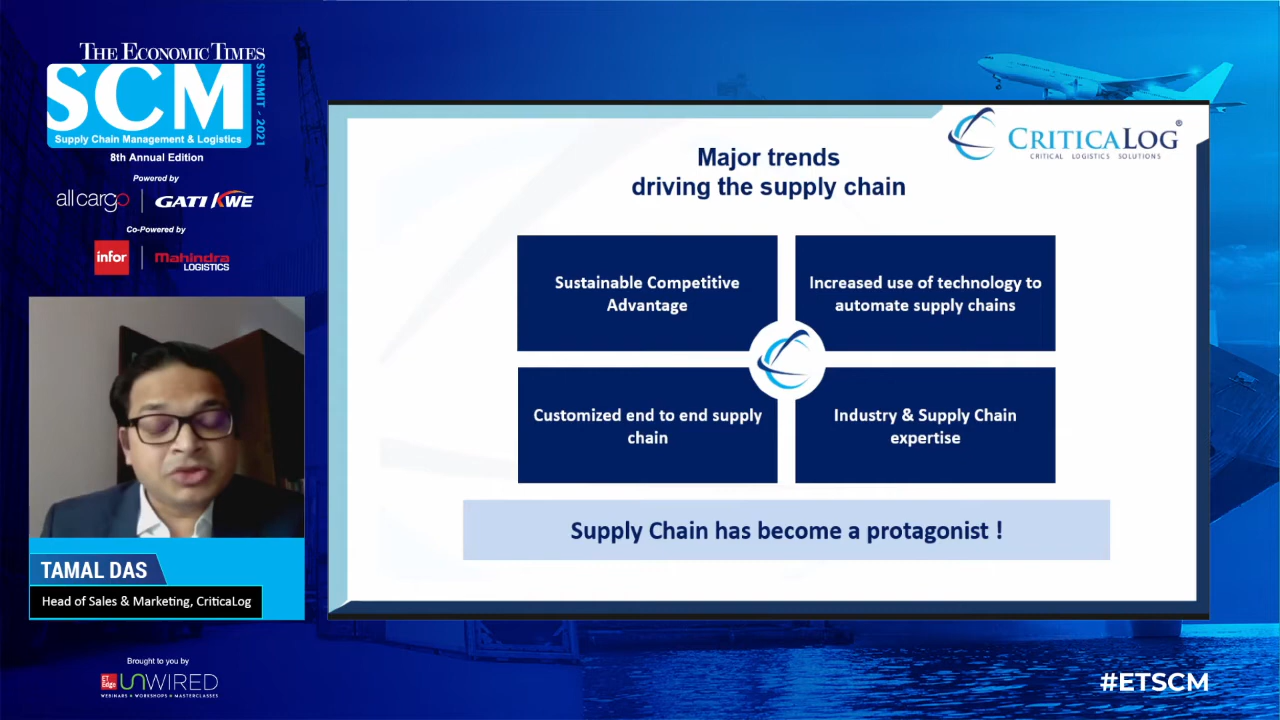 THE ECONOMIC TIMES
SCM
SUMMIT - 2021
Supply Chain Management & Logistics
8th Annual Edition
Powered by
allcargo
GATI KWE
Co-Powered by
infor
Mahindra
LOGISTICS
TAMAL DAS
Head of Sales & Marketing, CriticaLog
Brought to you by
ET Edge
UNWIRED
WEBINARS • WORKSHOPS • MASTERCLASSES
CRITICALOG®
CRITICAL LOGISTICS SOLUTIONS
Major trends
driving the supply chain
Sustainable Competitive
Advantage
Increased use of technology to
automate supply chains
Customized end to end supply
chain
Industry & Supply Chain
expertise
Supply Chain has become a protagonist !
#ETSCM